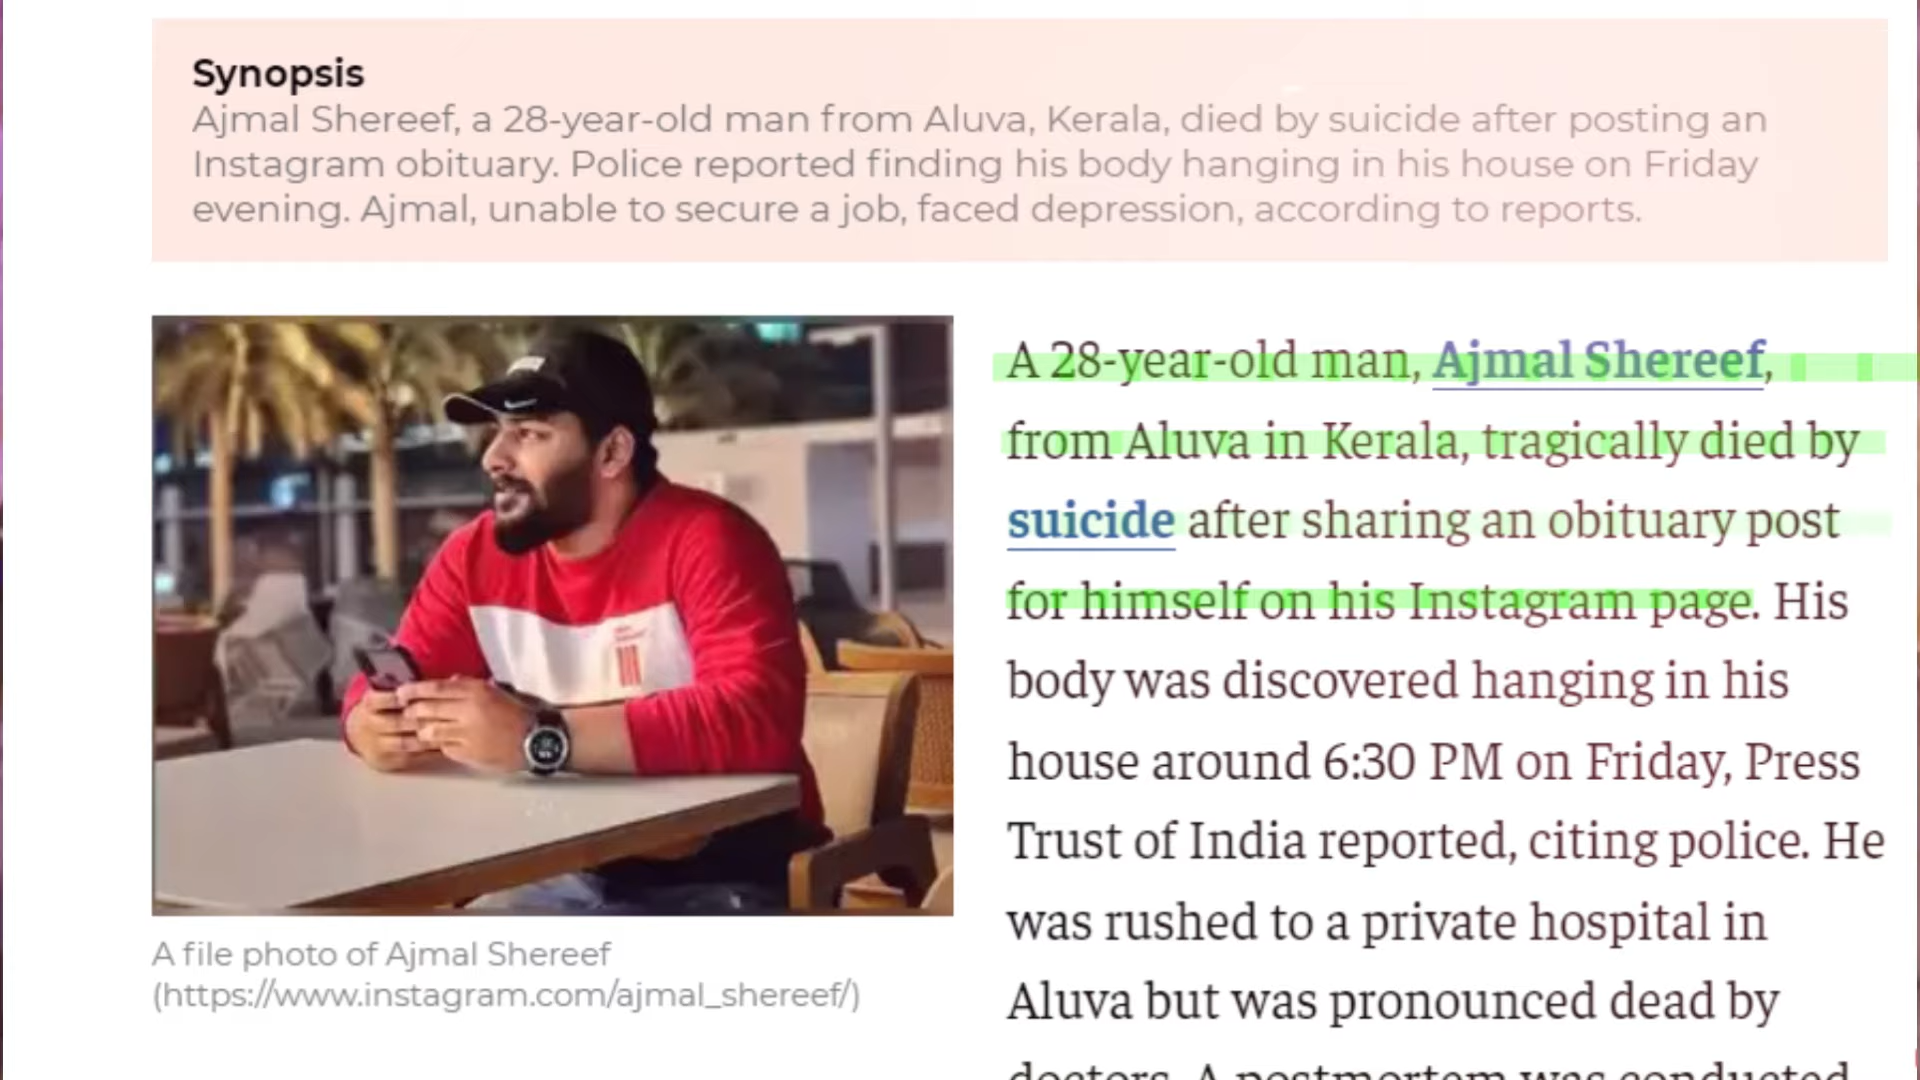 Synopsis
Ajmal Shereef, a 28-year-old man from Aluva, Kerala, died by suicide after posting an
Instagram obituary. Police reported finding his body hanging in his house on Friday
evening. Ajmal, unable to secure a job, faced depression, according to reports.
A file photo of Ajmal Shereef
(https://www.instagram.com/ajmal_shereef/)
A 28-year-old man, Ajmal Shereef,
from Aluva in Kerala, tragically died by
suicide after sharing an obituary post
for himself on his Instagram page. His
body was discovered hanging in his
house around 6:30 PM on Friday, Press
Trust of India reported, citing police. He
was rushed to a private hospital in
Aluva but was pronounced dead by
doctors. A postmortem was conducted